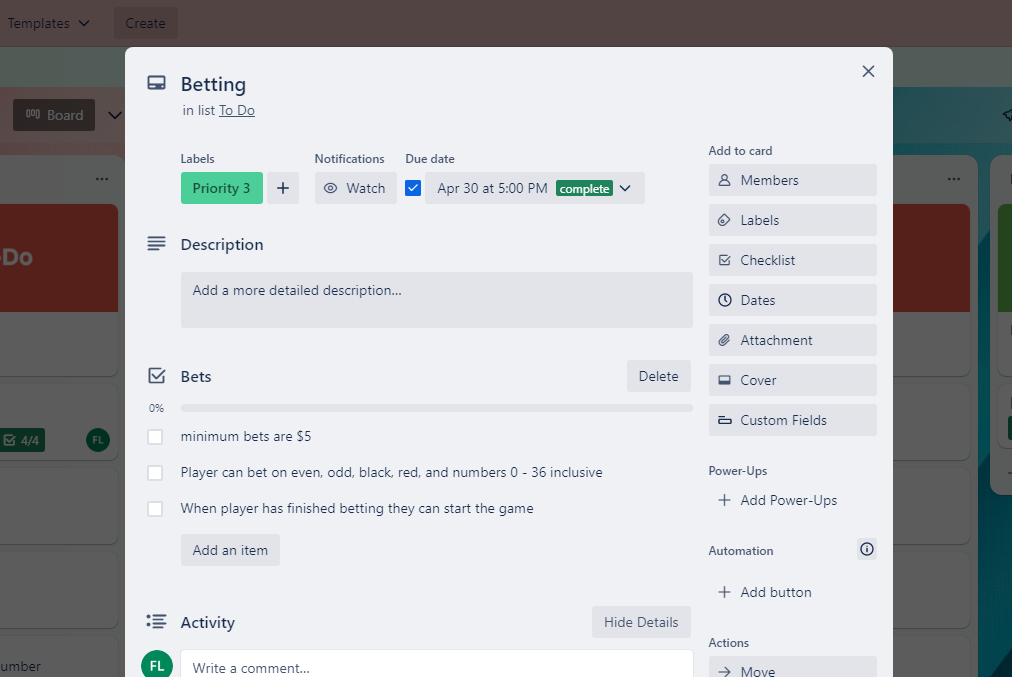 Templates
Create
Board
Do
4/4
FL
umber
Betting
in list To Do
Labels
Notifications
Due date
Priority 3
Watch
Apr 30 at 5:00 PM complete
Description
Add a more detailed description...
Bets
Delete
0%
minimum bets are $5
Player can bet on even, odd, black, red, and numbers 0 - 36 inclusive
When player has finished betting they can start the game
Add an item
Activity
Hide Details
FL
Write a comment...
Add to card
Members
Labels
Checklist
Dates
Attachment
Cover
Custom Fields
Power-Ups
Add Power-Ups
Automation
Add button
Actions
Move